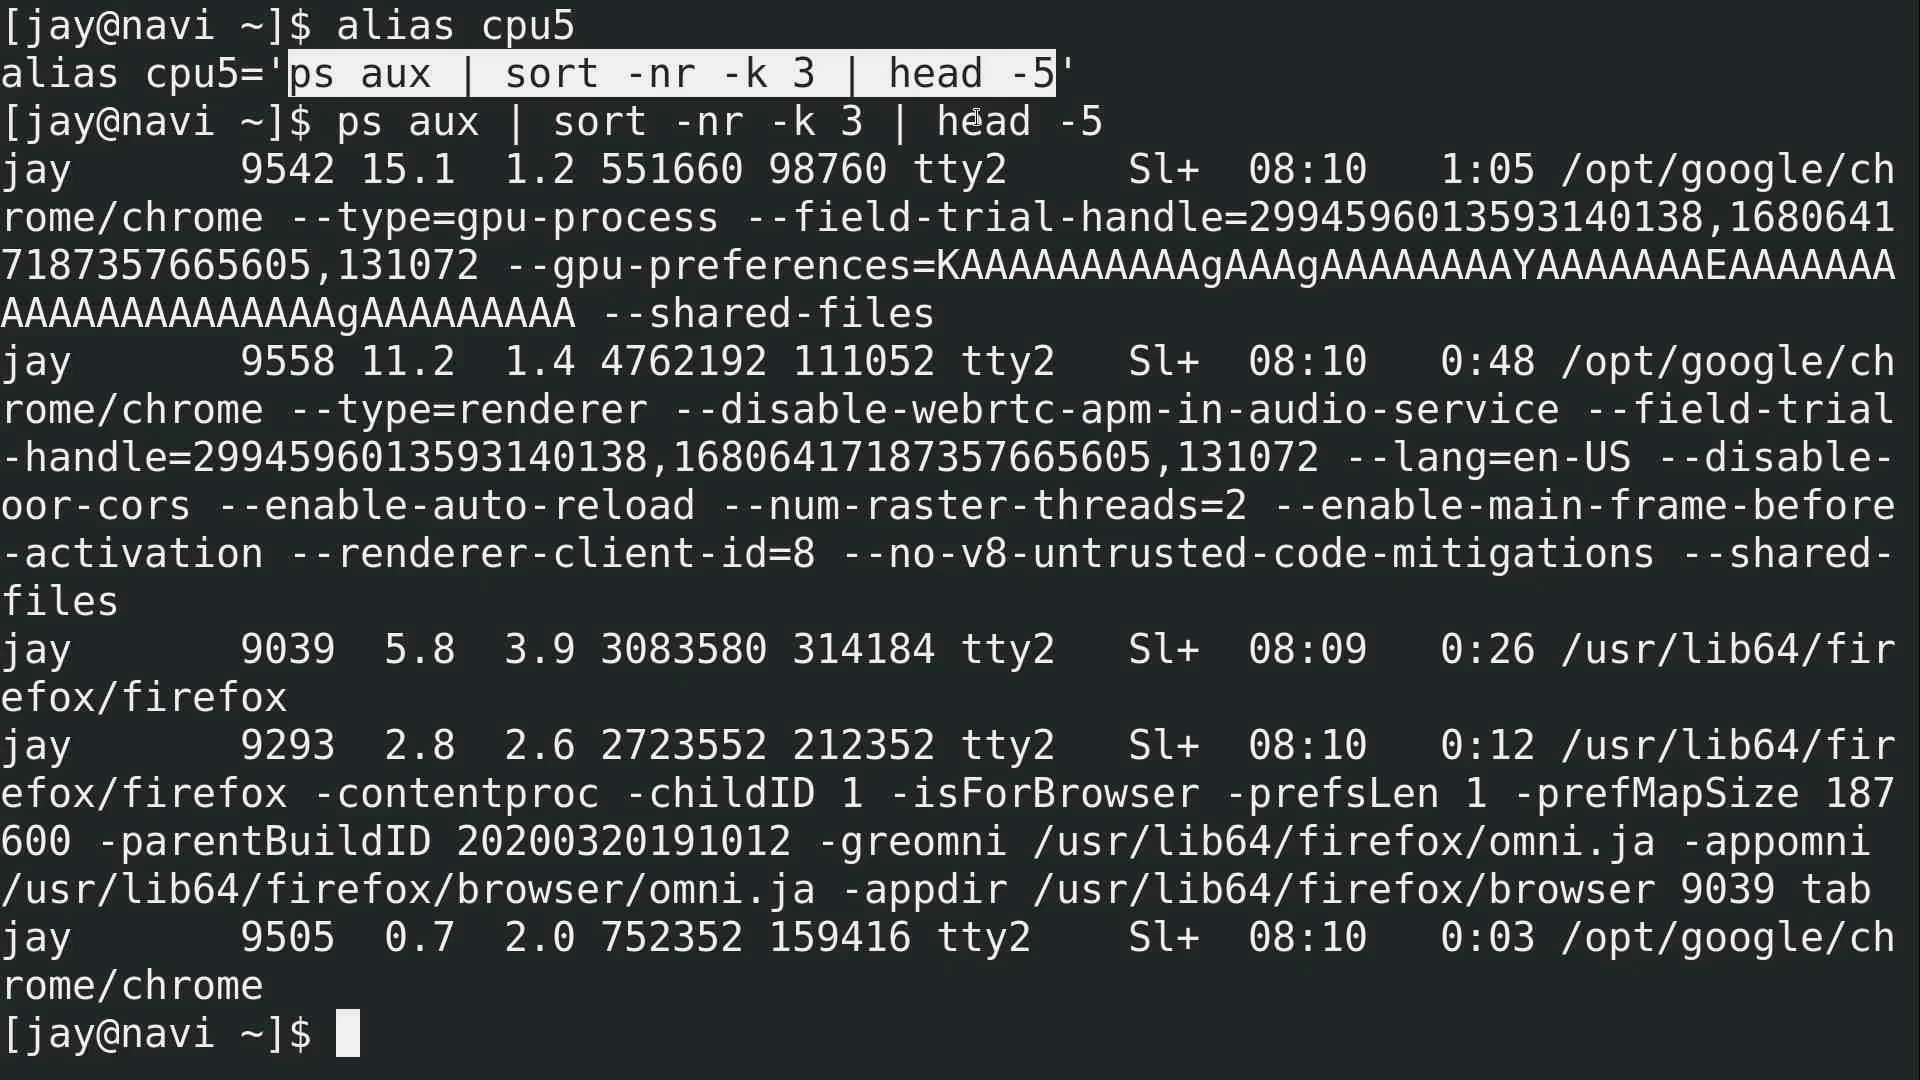 [jay@navi ~]$ alias cpu5
alias cpu5='ps aux | sort -nr -k 3 | head -5'
[jay@navi ~]$ ps aux | sort -nr -k 3 | head -5
jay       9542 15.1  1.2 551660 98760 tty2     Sl+  08:10   1:05 /opt/google/ch
rome/chrome --type=gpu-process --field-trial-handle=2994596013593140138,1680641
7187357665605,131072 --gpu-preferences=KAAAAAAAAAAgAAAgAAAAAAAAYAAAAAAAEAAAAAAA
AAAAAAAAAAAAAAgAAAAAAAAA --shared-files
jay       9558 11.2  1.4 4762192 111052 tty2   Sl+  08:10   0:48 /opt/google/ch
rome/chrome --type=renderer --disable-webrtc-apm-in-audio-service --field-trial
-handle=2994596013593140138,16806417187357665605,131072 --lang=en-US --disable-
oor-cors --enable-auto-reload --num-raster-threads=2 --enable-main-frame-before
-activation --renderer-client-id=8 --no-v8-untrusted-code-mitigations --shared-
files
jay       9039  5.8  3.9 3083580 314184 tty2   Sl+  08:09   0:26 /usr/lib64/fir
efox/firefox
jay       9293  2.8  2.6 2723552 212352 tty2   Sl+  08:10   0:12 /usr/lib64/fir
efox/firefox -contentproc -childID 1 -isForBrowser -prefsLen 1 -prefMapSize 187
600 -parentBuildID 20200320191012 -greomni /usr/lib64/firefox/omni.ja -appomni
/usr/lib64/firefox/browser/omni.ja -appdir /usr/lib64/firefox/browser 9039 tab
jay       9505  0.7  2.0 752352 159416 tty2    Sl+  08:10   0:03 /opt/google/ch
rome/chrome
[jay@navi ~]$